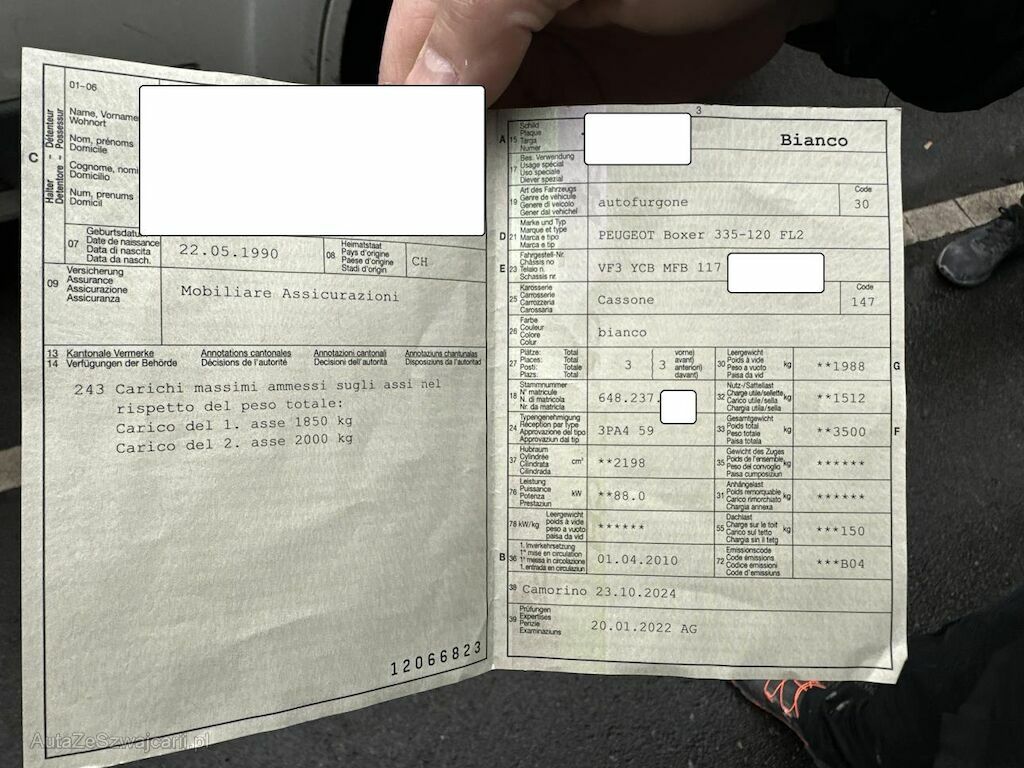 01-06
Halter Détenteur
Detentore Possessur
C
Name, Vorname
Wohnort
Nom, prénoms
Domicile
Cognome, nomi
Domicilio
Num, prenums
Domicil
07
Geburtsdatu
Date de naissance
Data di nascita
Data da nasch.
22.05.1990
08
Heimatstaat
Pays d'origine
Paese d'origine
Stadi d'origin
CH
09
Versicherung
Assurance
Assicurazione
Assicuranza
Mobiliare Assicurazioni
13 Kantonale Vermerke Annotations cantonales Annotazioni cantonali Annotaziuns chantunalas
14 Verfügungen der Behörde Décisions de l'autorité Decisioni dell'autorità Disposiziuns da l'autoritad
243 Carichi massimi ammessi sugli assi nel
rispetto del peso totale:
Carico del 1. asse 1850 kg
Carico del 2. asse 2000 kg
12066823
3
A
15
Schild
Plaque
Targa
Numer
Bianco
17
Bes. Verwendung
Usage spécial
Uso speciale
Diever spezial
19
Art des Fahrzeugs
Genre de véhicule
Genere di veicolo
Gener dal vehichel
autofurgone
Code
30
D
21
Marke und Typ
Marque et type
Marca e tipo
Marca e tip
PEUGEOT Boxer 335-120 FL2
E
23
Fahrgestell-Nr.
Châssis no
Telaio n.
Schassis nr.
VF3 YCB MFB 117
25
Karosserie
Carrosserie
Carrozzeria
Carossaria
Cassone
Code
147
26
Farbe
Couleur
Colore
Colur
bianco
27
Plätze: Total
Places: Total
Posti: Totale
Plazs: Total
3
3
vorne)
avant)
anteriori)
davant)
30
Leergewicht
Poids à vide
Peso a vuoto
Paisa da vid
kg
**1988
G
18
Stammnummer
N° matricule
N. di matricola
Nr. da matricla
648.237.
32
Nutz-/Sattellast
Charge utile/sellette
Carico utile/sella
Chargia utila/sella
kg
**1512
24
Typengenehmigung
Réception par type
Approvazione del tipo
Approvaziun dal tip
3PA4 59
33
Gesamtgewicht
Poids total
Peso totale
Paisa totala
kg
**3500
F
37
Hubraum
Cylindrée
Cilindrata
Cilindrada
cm³
**2198
35
Gewicht des Zuges
Poids de l'ensemble
Peso del convoglio
Paisa cumposiziun
kg
******
76
Leistung
Puissance
Potenza
Prestaziun
kW
**88.0
31
Anhängelast
Poids remorquable
Carico rimorchiato
Chargia annexa
kg
******
78 kW/kg
Leergewicht
poids à vide
peso a vuoto
paisa da vid
******
55
Dachlast
Charge sur le toit
Carico sul tetto
Chargia sin il tetg
kg
***150
B
36
1. Inverkehrsetzung
1re mise en circulation
1a messa in circolazione
1. entrada en circulaziun
01.04.2010
72
Emissionscode
Code émissions
Codice emissioni
Code d'emissiuns
***B04
38 Camorino 23.10.2024
39
Prüfungen
Expertises
Perizie
Examinaziuns
20.01.2022 AG
AutaZeSzwajcarii.pl